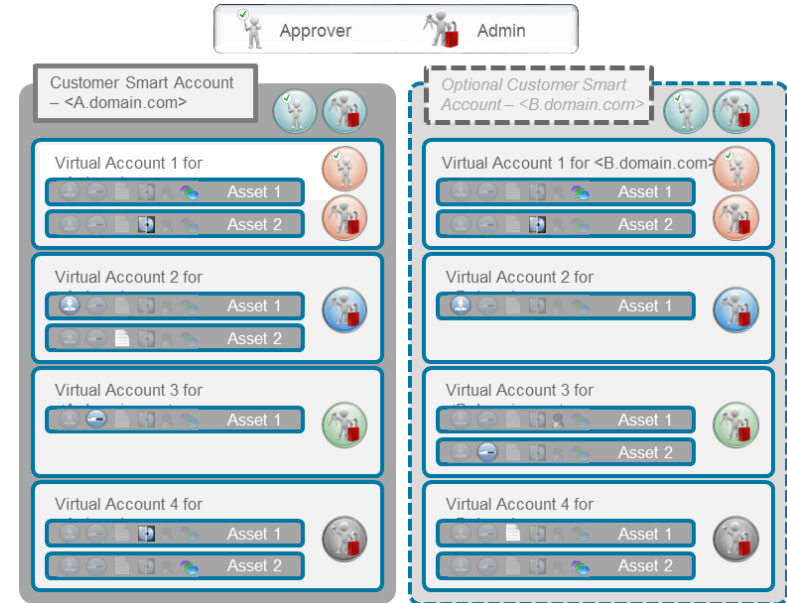 Approver
Admin
Customer Smart Account
– <A.domain.com>
Virtual Account 1 for
Asset 1
Asset 2
Virtual Account 2 for
Asset 1
Asset 2
Virtual Account 3 for
Asset 1
Virtual Account 4 for
Asset 1
Asset 2
Optional Customer Smart
Account – <B.domain.com>
Virtual Account 1 for <B.domain.com>
Asset 1
Asset 2
Virtual Account 2 for
Asset 1
Virtual Account 3 for
Asset 1
Asset 2
Virtual Account 4 for
Asset 1
Asset 2